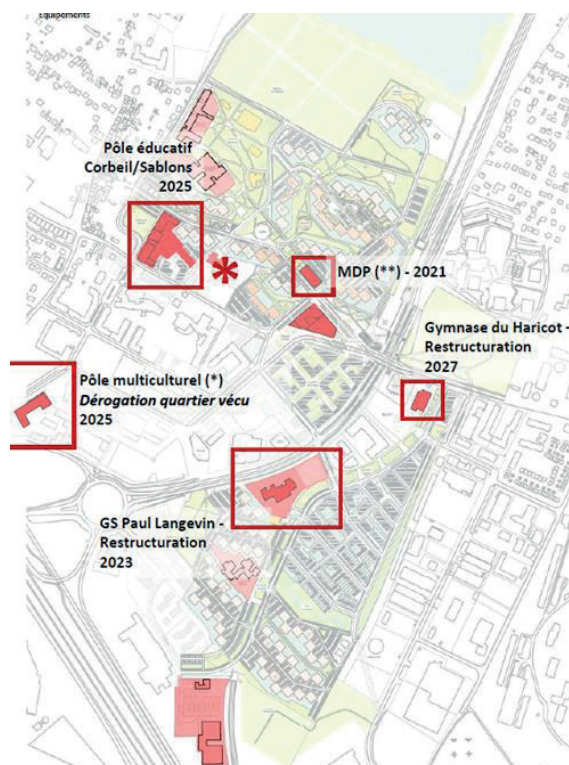 Equipements
Pôle éducatif
Corbeil/Sablons
2025
*
MDP (**) - 2021
Gymnase du Haricot -
Restructuration
2027
Pôle multiculturel (*)
Dérogation quartier vécu
2025
GS Paul Langevin -
Restructuration
2023